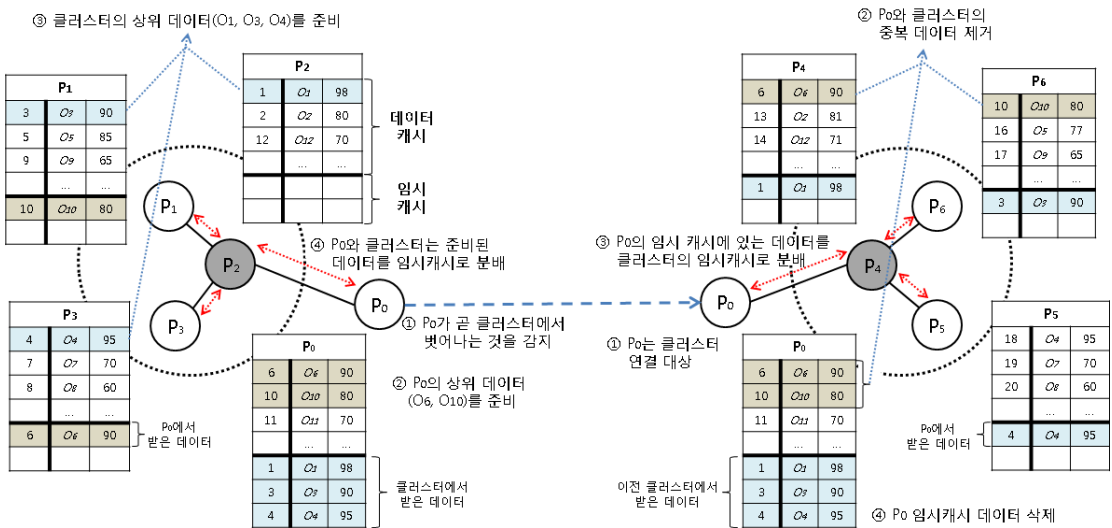 ③ 클러스터의 상위 데이터(O1, O3, O4)를 준비
P1
3 O3 90
5 O5 85
9 O9 65
... ...
10 O10 80
P2
1 O1 98
2 O2 80
12 O12 70
... ...
데이터
캐시
임시
캐시
P1
P2
P3
P0
④ P0와 클러스터는 준비된
데이터를 임시캐시로 분배
① P0가 곧 클러스터에서
벗어나는 것을 감지
② P0의 상위 데이터
(O6, O10)를 준비
P3
4 O4 95
7 O7 70
8 O8 60
... ...
6 O6 90
P0에서
받은 데이터
P0
6 O6 90
10 O10 80
11 O11 70
... ...
1 O1 98
3 O3 90
4 O4 95
클러스터에서
받은 데이터
② P0와 클러스터의
중복 데이터 제거
P4
6 O6 90
13 O2 81
14 O12 71
... ...
1 O1 98
P6
10 O10 80
16 O5 77
17 O9 65
... ...
3 O3 90
③ P0의 임시 캐시에 있는 데이터를
클러스터의 임시캐시로 분배
P6
P4
P5
P0
① P0는 클러스터
연결 대상
P0
6 O6 90
10 O10 80
11 O11 70
... ...
1 O1 98
3 O3 90
4 O4 95
이전 클러스터에서
받은 데이터
P5
18 O4 95
19 O7 70
20 O8 60
... ...
4 O4 95
P0에서
받은 데이터
④ P0 임시캐시 데이터 삭제